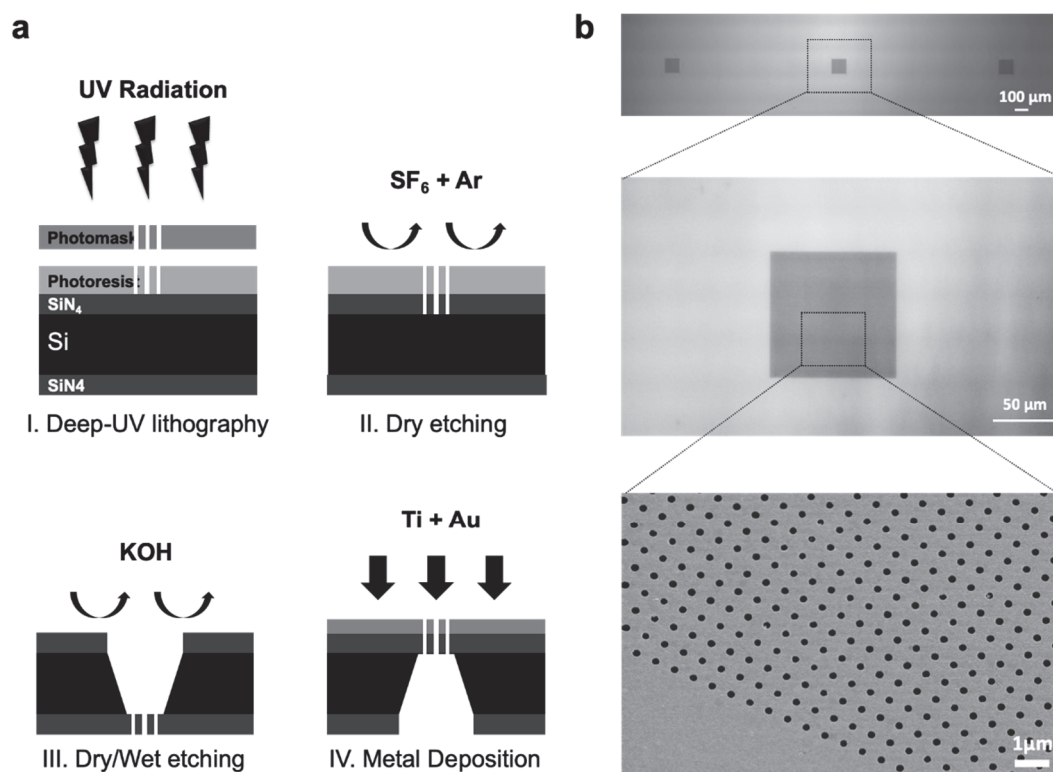 a
UV Radiation
Photomask
Photoresist
SiN₄
Si
SiN4
I. Deep-UV lithography
SF₆ + Ar
II. Dry etching
KOH
III. Dry/Wet etching
Ti + Au
IV. Metal Deposition
b
100 µm
50 µm
1µm